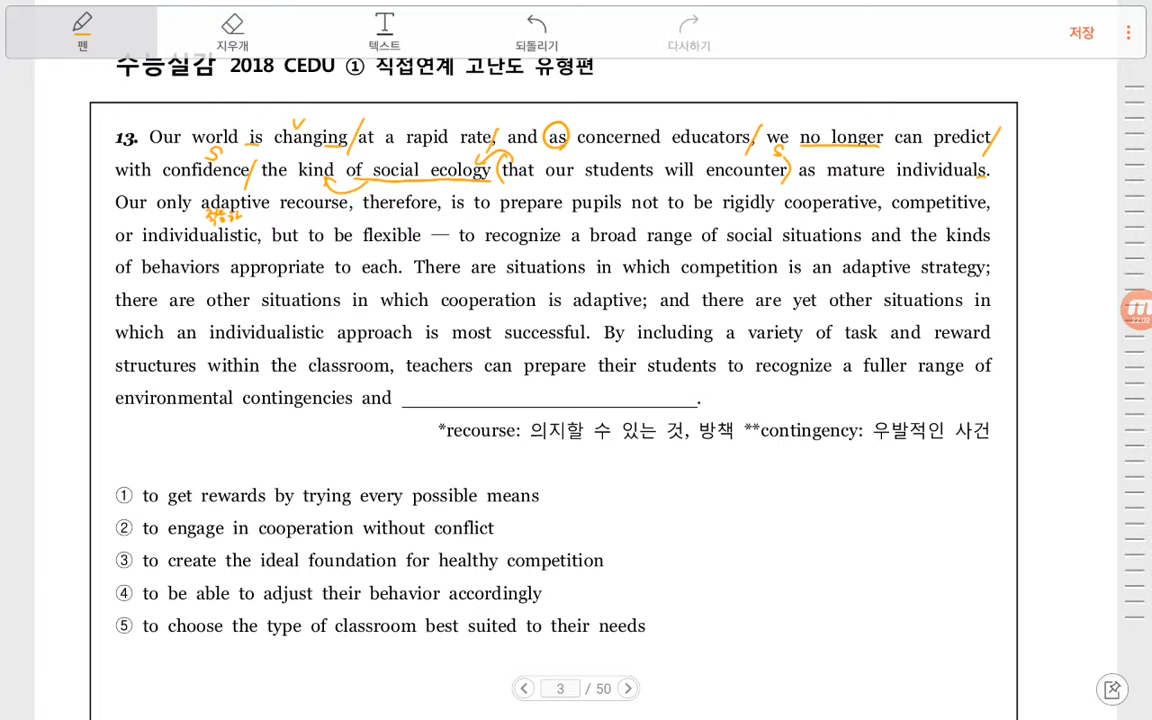 펜
지우개
텍스트
되돌리기
다시하기
저장
수능실감 2018 CEDU ① 직접연계 고난도 유형편
13. Our world is changing at a rapid rate, and as concerned educators, we no longer can predict
with confidence the kind of social ecology that our students will encounter as mature individuals.
Our only adaptive recourse, therefore, is to prepare pupils not to be rigidly cooperative, competitive,
or individualistic, but to be flexible — to recognize a broad range of social situations and the kinds
of behaviors appropriate to each. There are situations in which competition is an adaptive strategy;
there are other situations in which cooperation is adaptive; and there are yet other situations in
which an individualistic approach is most successful. By including a variety of task and reward
structures within the classroom, teachers can prepare their students to recognize a fuller range of
environmental contingencies and ______________________________.
*recourse: 의지할 수 있는 것, 방책 **contingency: 우발적인 사건
① to get rewards by trying every possible means
② to engage in cooperation without conflict
③ to create the ideal foundation for healthy competition
④ to be able to adjust their behavior accordingly
⑤ to choose the type of classroom best suited to their needs
3 / 50